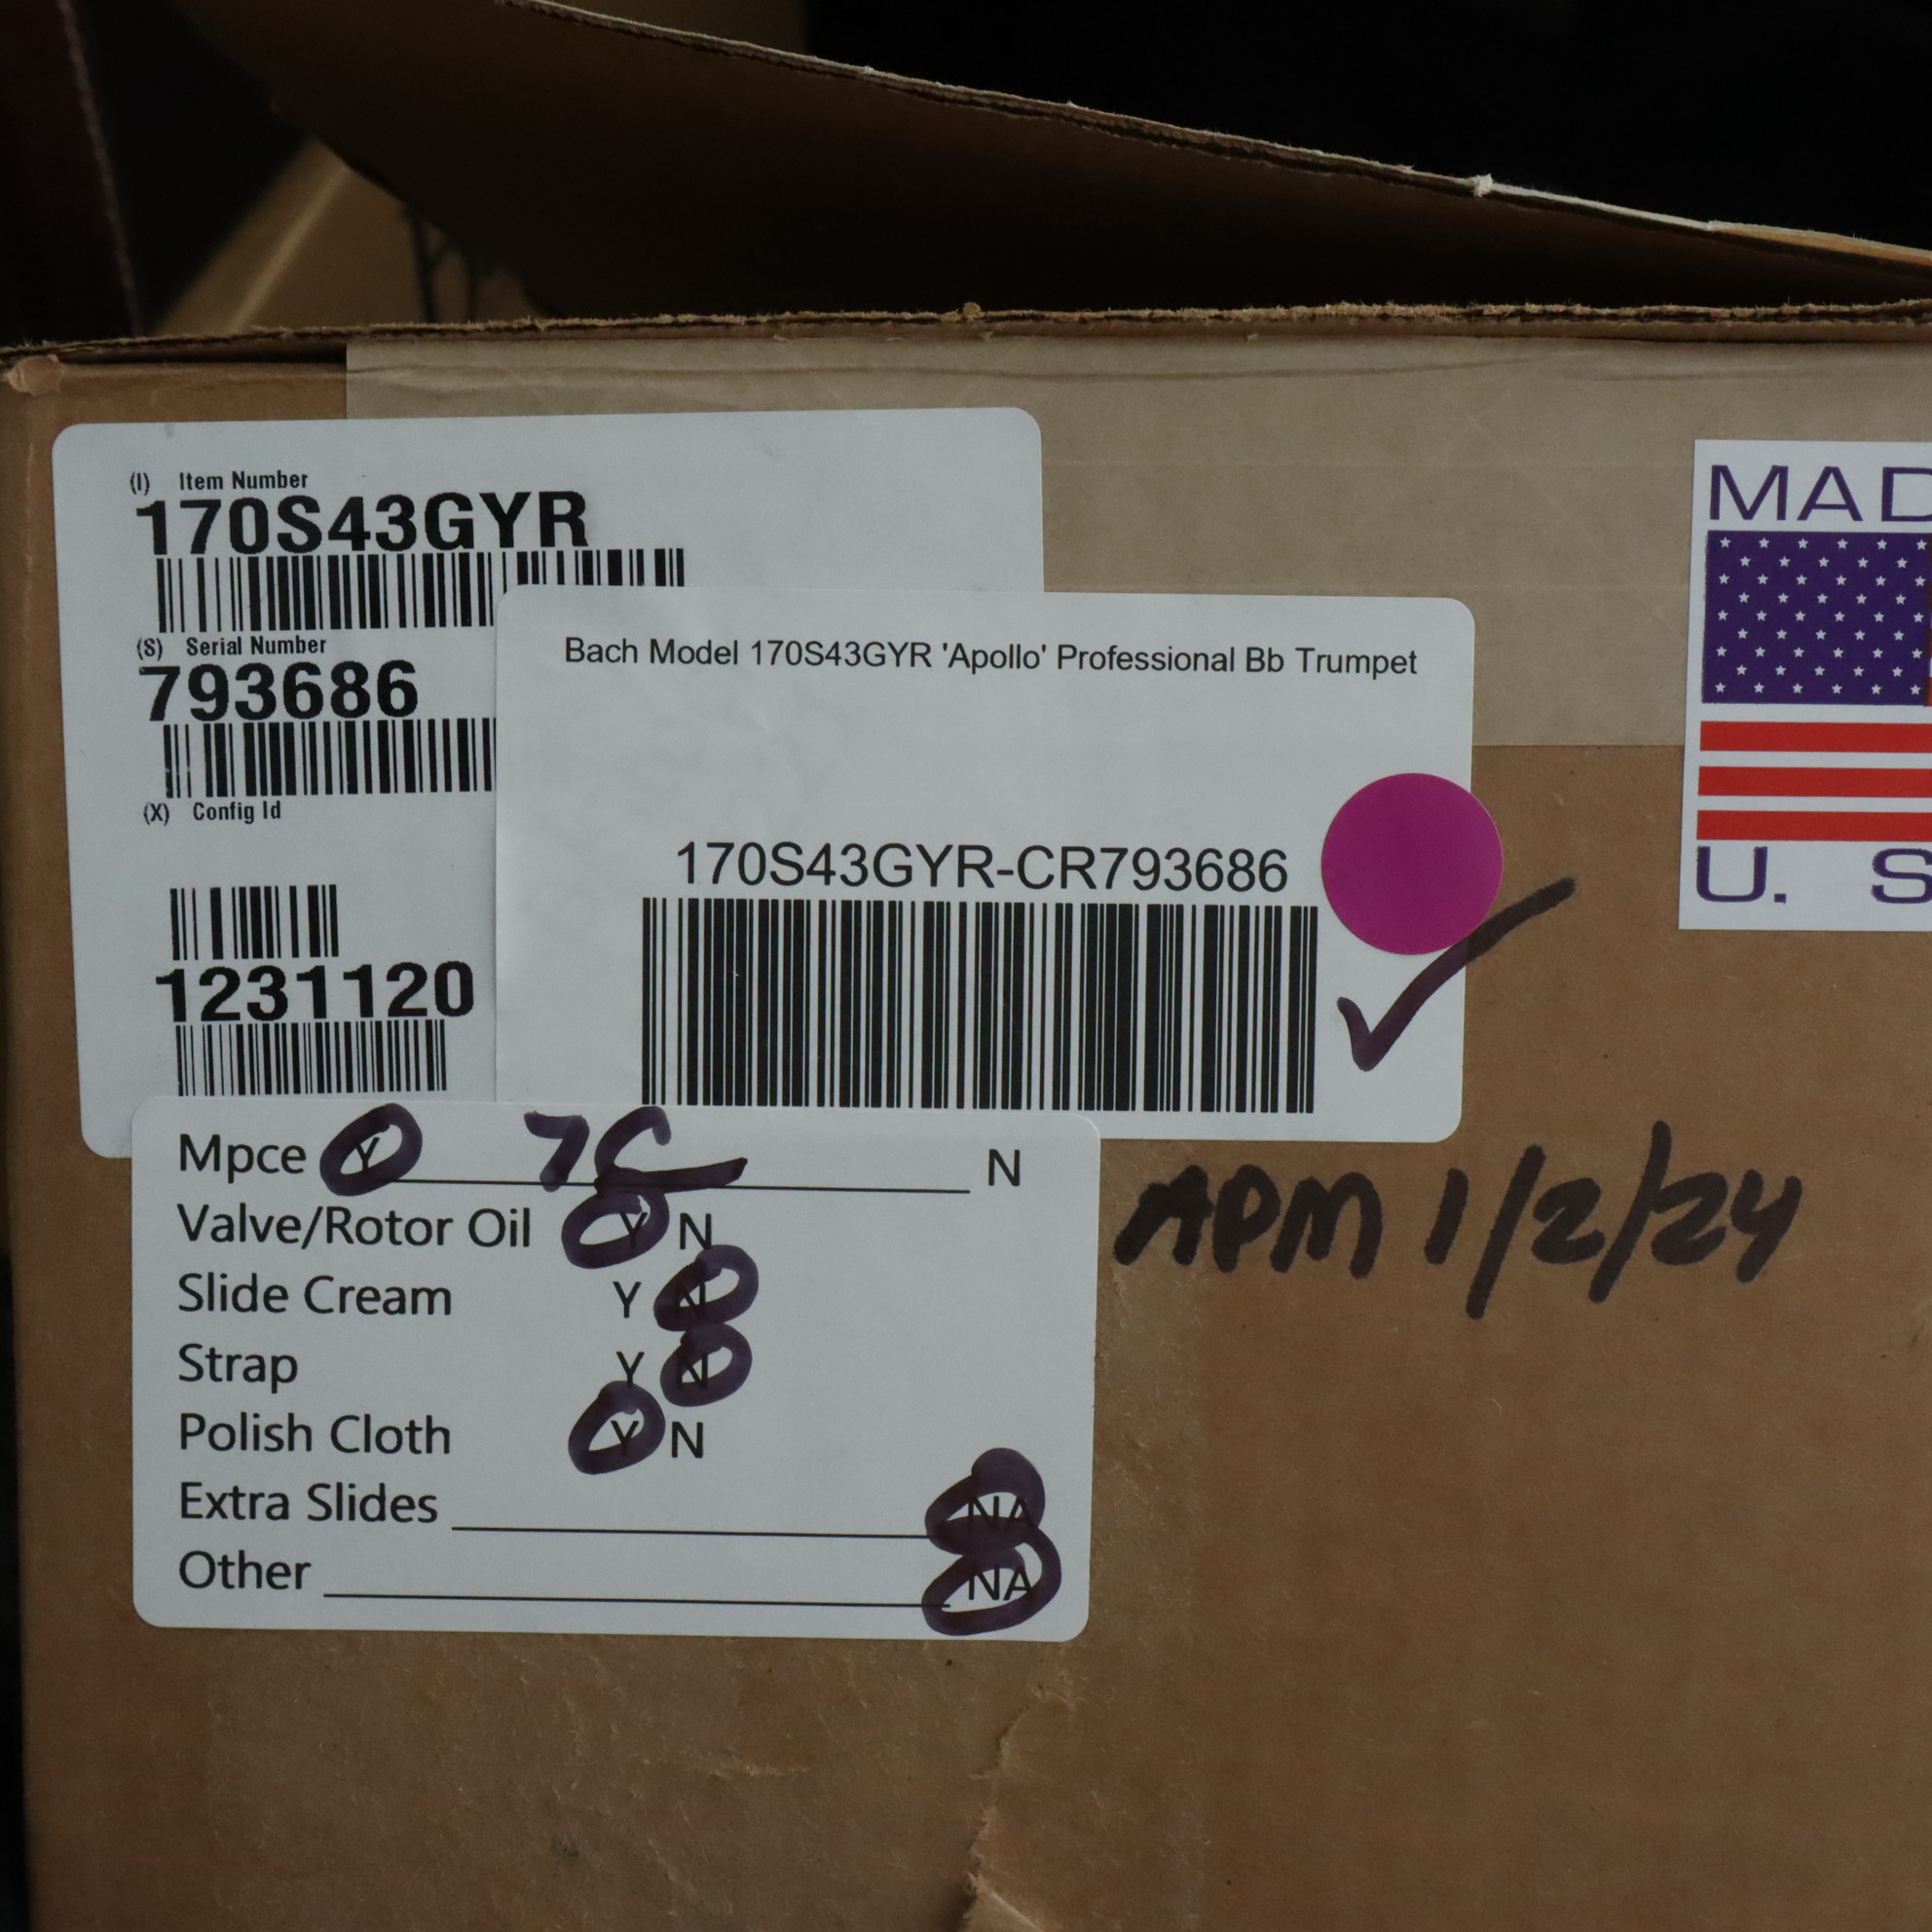 (I) Item Number
170S43GYR
(S) Serial Number
793686
(X) Config Id
1231120
Bach Model 170S43GYR 'Apollo' Professional Bb Trumpet
170S43GYR-CR793686
MAD
U. S
Mpce Y N
Valve/Rotor Oil Y N
Slide Cream Y N
Strap Y N
Polish Cloth Y N
Extra Slides NA
Other NA
APM 1/2/24